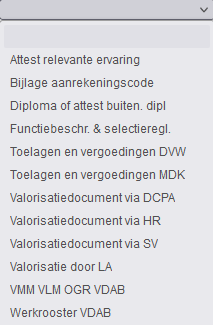 Attest relevante ervaring
Bijlage aanrekeningscode
Diploma of attest buiten. dipl
Functiebeschr. & selectieregl.
Toelagen en vergoedingen DVW
Toelagen en vergoedingen MDK
Valorisatiedocument via DCPA
Valorisatiedocument via HR
Valorisatiedocument via SV
Valorisatie door LA
VMM VLM OGR VDAB
Werkrooster VDAB